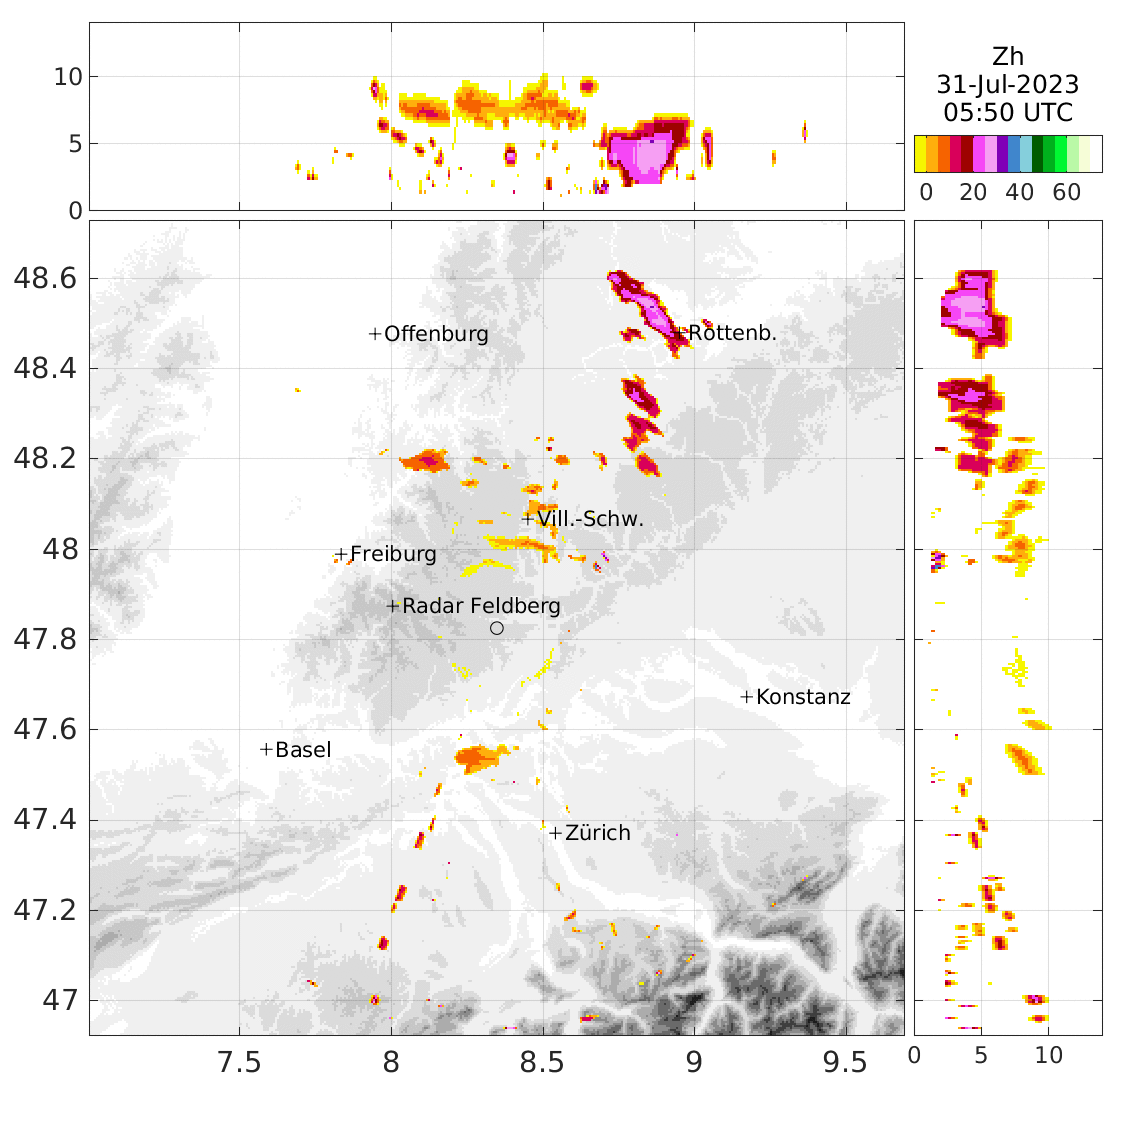 Zh
31-Jul-2023
05:50 UTC
0 20 40 60
10
5
0
48.6
48.4
48.2
48
47.8
47.6
47.4
47.2
47
Offenburg
Rottenb.
Vill.-Schw.
Freiburg
Radar Feldberg
Konstanz
Basel
Zürich
7.5 8 8.5 9 9.5
0 5 10